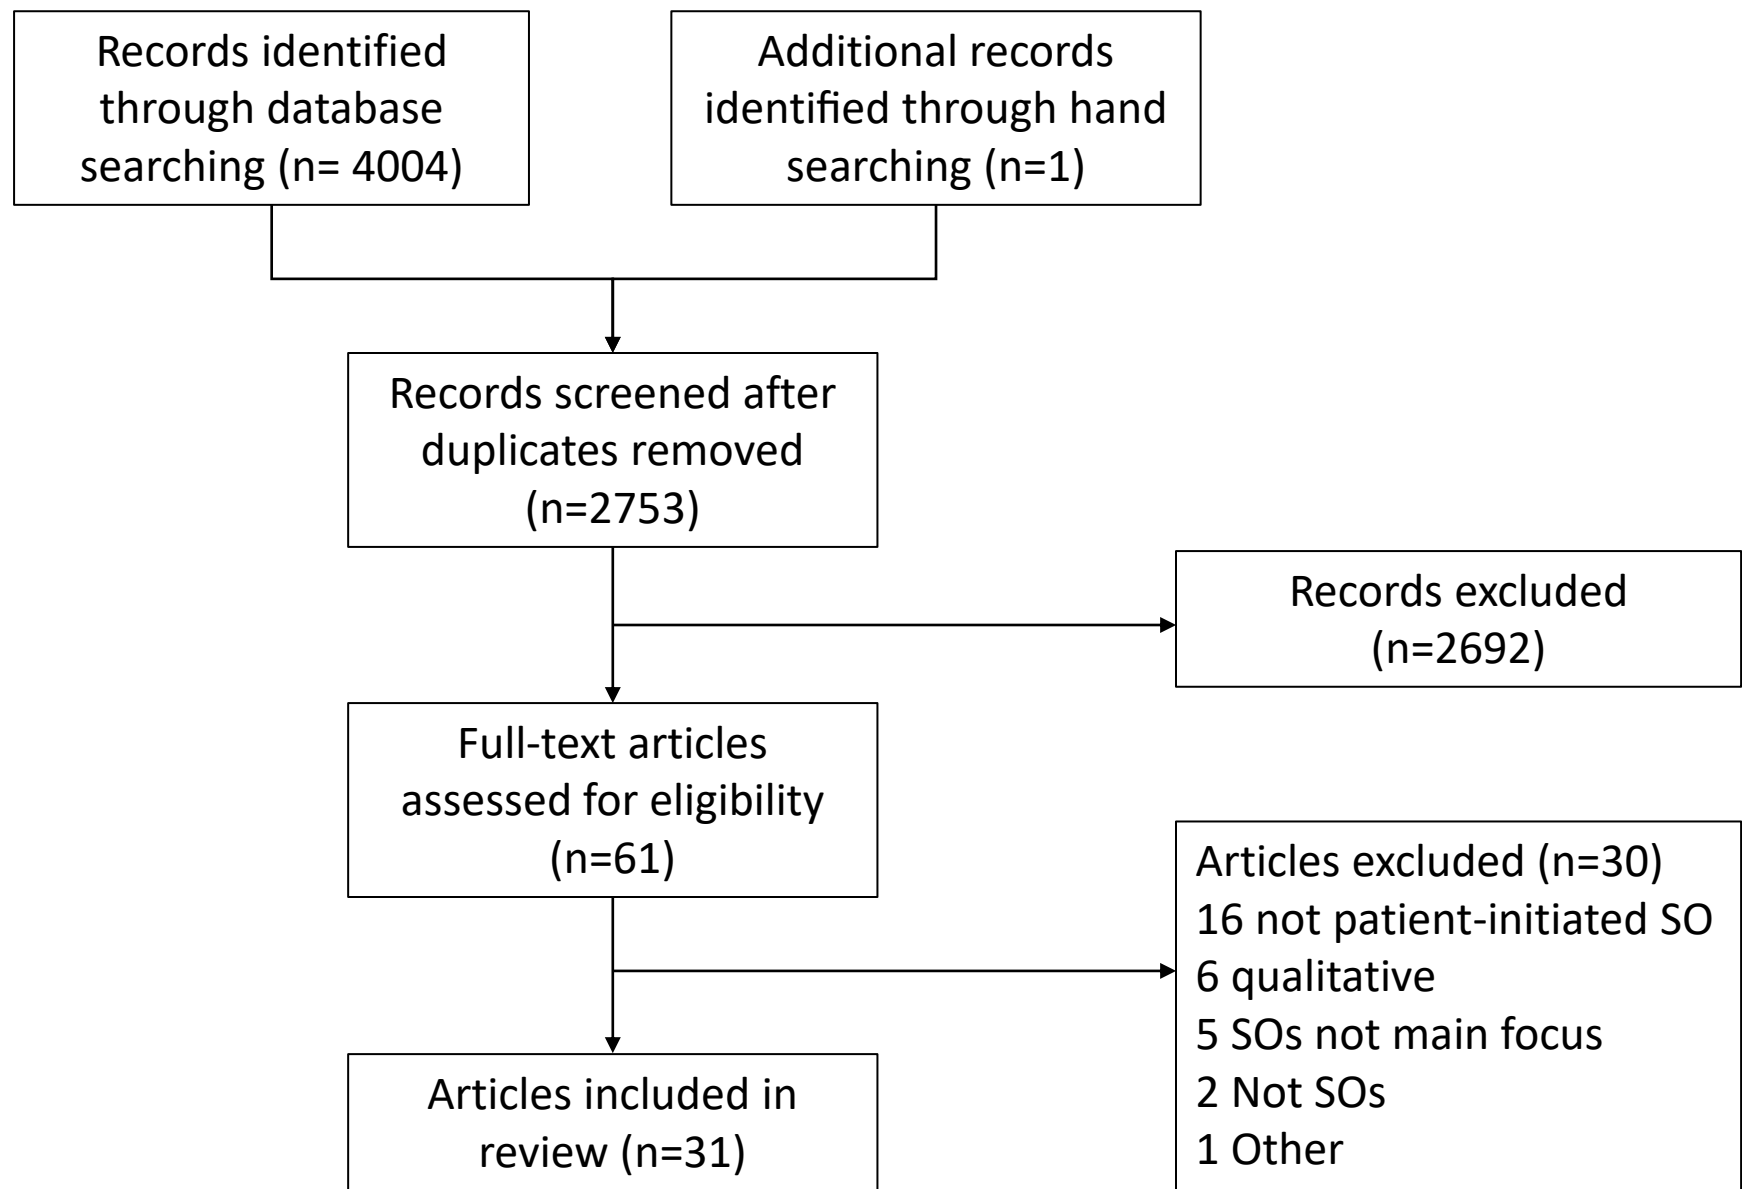 Records identified
through database
searching (n= 4004)
Additional records
identified through hand
searching (n=1)
Records screened after
duplicates removed
(n=2753)
Records excluded
(n=2692)
Full-text articles
assessed for eligibility
(n=61)
Articles excluded (n=30)
16 not patient-initiated SO
6 qualitative
5 SOs not main focus
2 Not SOs
1 Other
Articles included in
review (n=31)